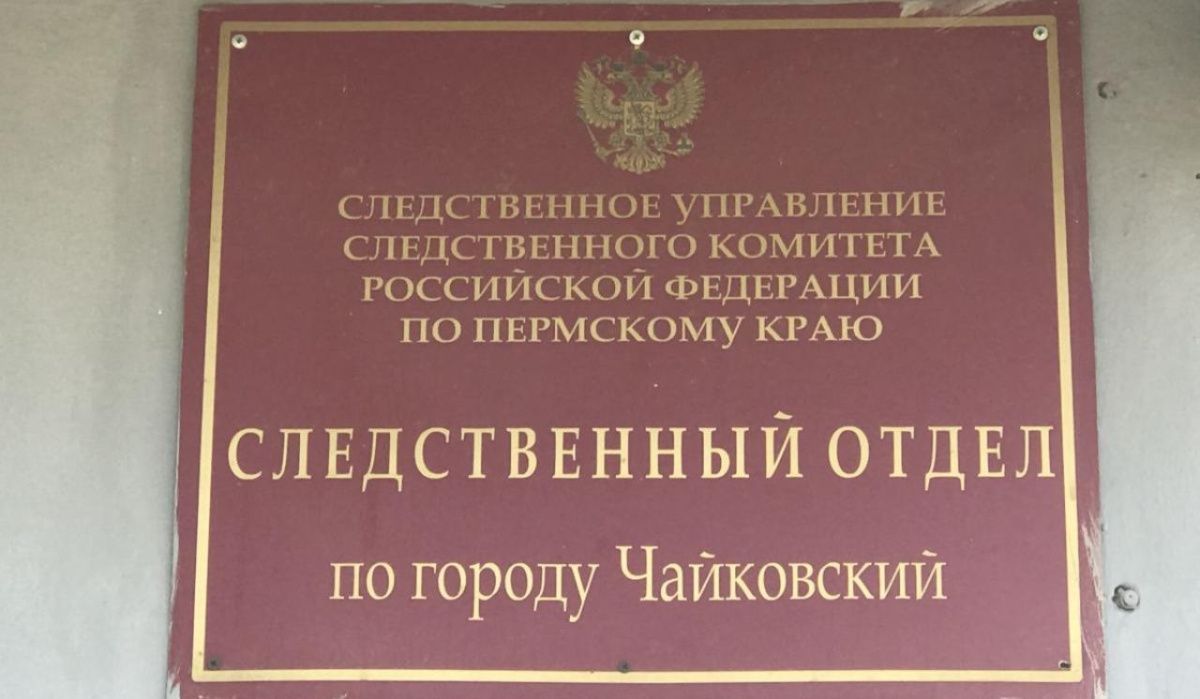 СЛЕДСТВЕННОЕ УПРАВЛЕНИЕ
СЛЕДСТВЕННОГО КОМИТЕТА
РОССИЙСКОЙ ФЕДЕРАЦИИ
ПО ПЕРМСКОМУ КРАЮ
СЛЕДСТВЕННЫЙ ОТДЕЛ
по городу Чайковский